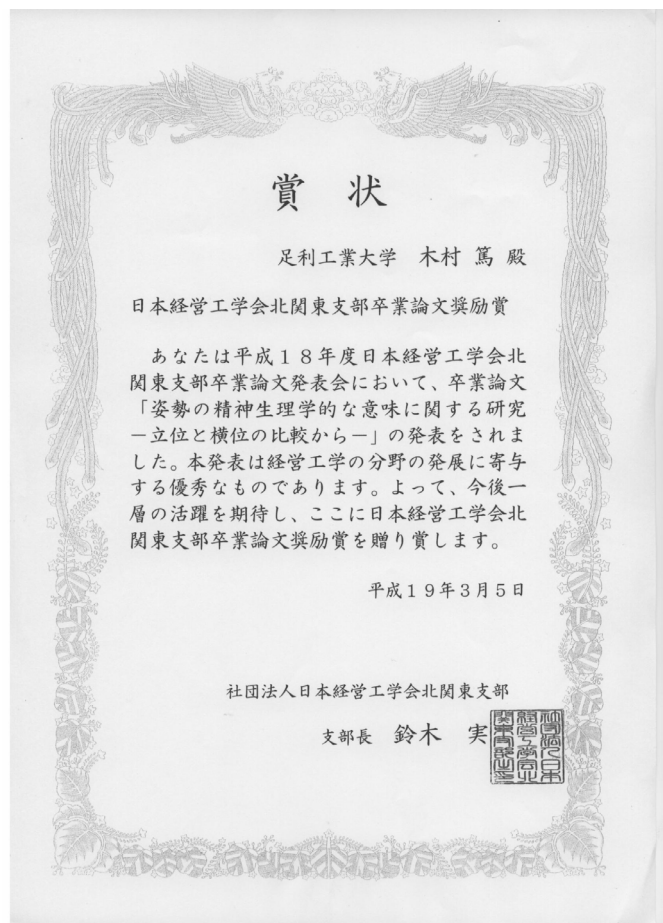 賞状
足利工業大学 木村 篤 殿
日本経営工学会北関東支部卒業論文奨励賞
あなたは平成18年度日本経営工学会北
関東支部卒業論文発表会において、卒業論文
「姿勢の精神生理学的な意味に関する研究
－立位と横位の比較から－」の発表をされま
した。本発表は経営工学の分野の発展に寄与
する優秀なものであります。よって、今後一
層の活躍を期待し、ここに日本経営工学会北
関東支部卒業論文奨励賞を贈り賞します。
平成19年3月5日
社団法人日本経営工学会北関東支部
支部長 鈴木 実